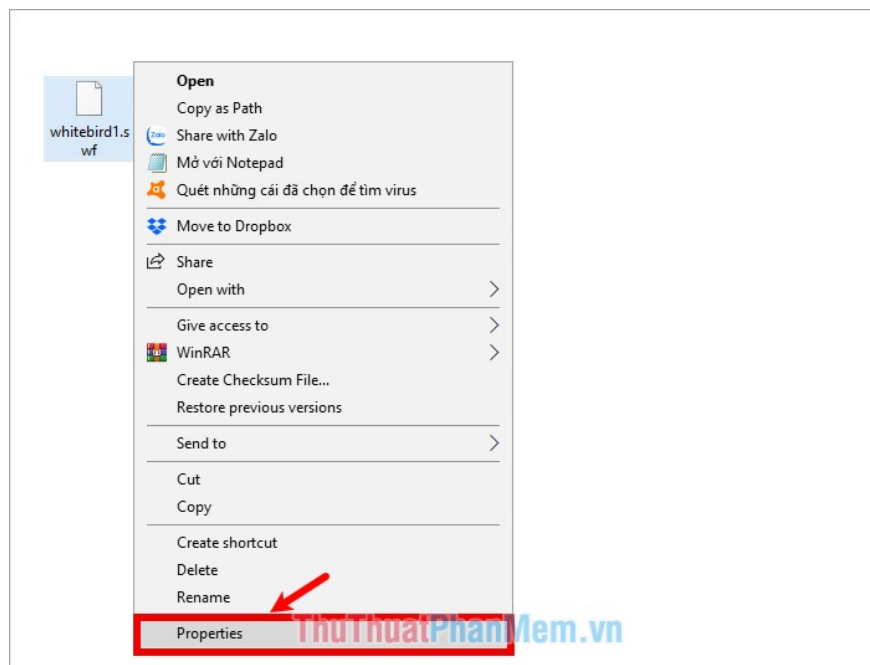 whitebird1.s
wf
Open
Copy as Path
Zalo
Share with Zalo
Mở với Notepad
Quét những cái đã chọn để tìm virus
Move to Dropbox
Share
Open with
Give access to
WinRAR
Create Checksum File...
Restore previous versions
Send to
Cut
Copy
Create shortcut
Delete
Rename
Properties
ThuThuatPhanMem.vn